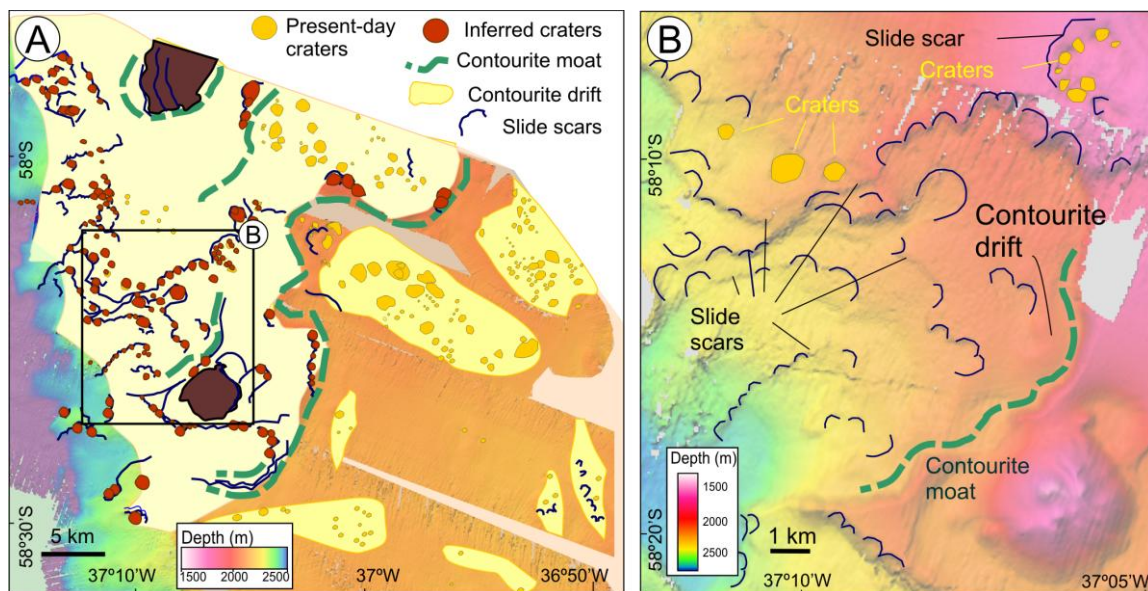 A
Present-day
craters
Inferred craters
Contourite moat
Contourite drift
Slide scars
58°S
B
58°30'S
5 km
Depth (m)
1500 2000 2500
37°10'W
37°W
36°50'W
B
Slide scar
Craters
Craters
58°10'S
Contourite
drift
Slide
scars
Contourite
moat
Depth (m)
1500
2000
2500
58°20'S
1 km
37°10'W
37°05'W